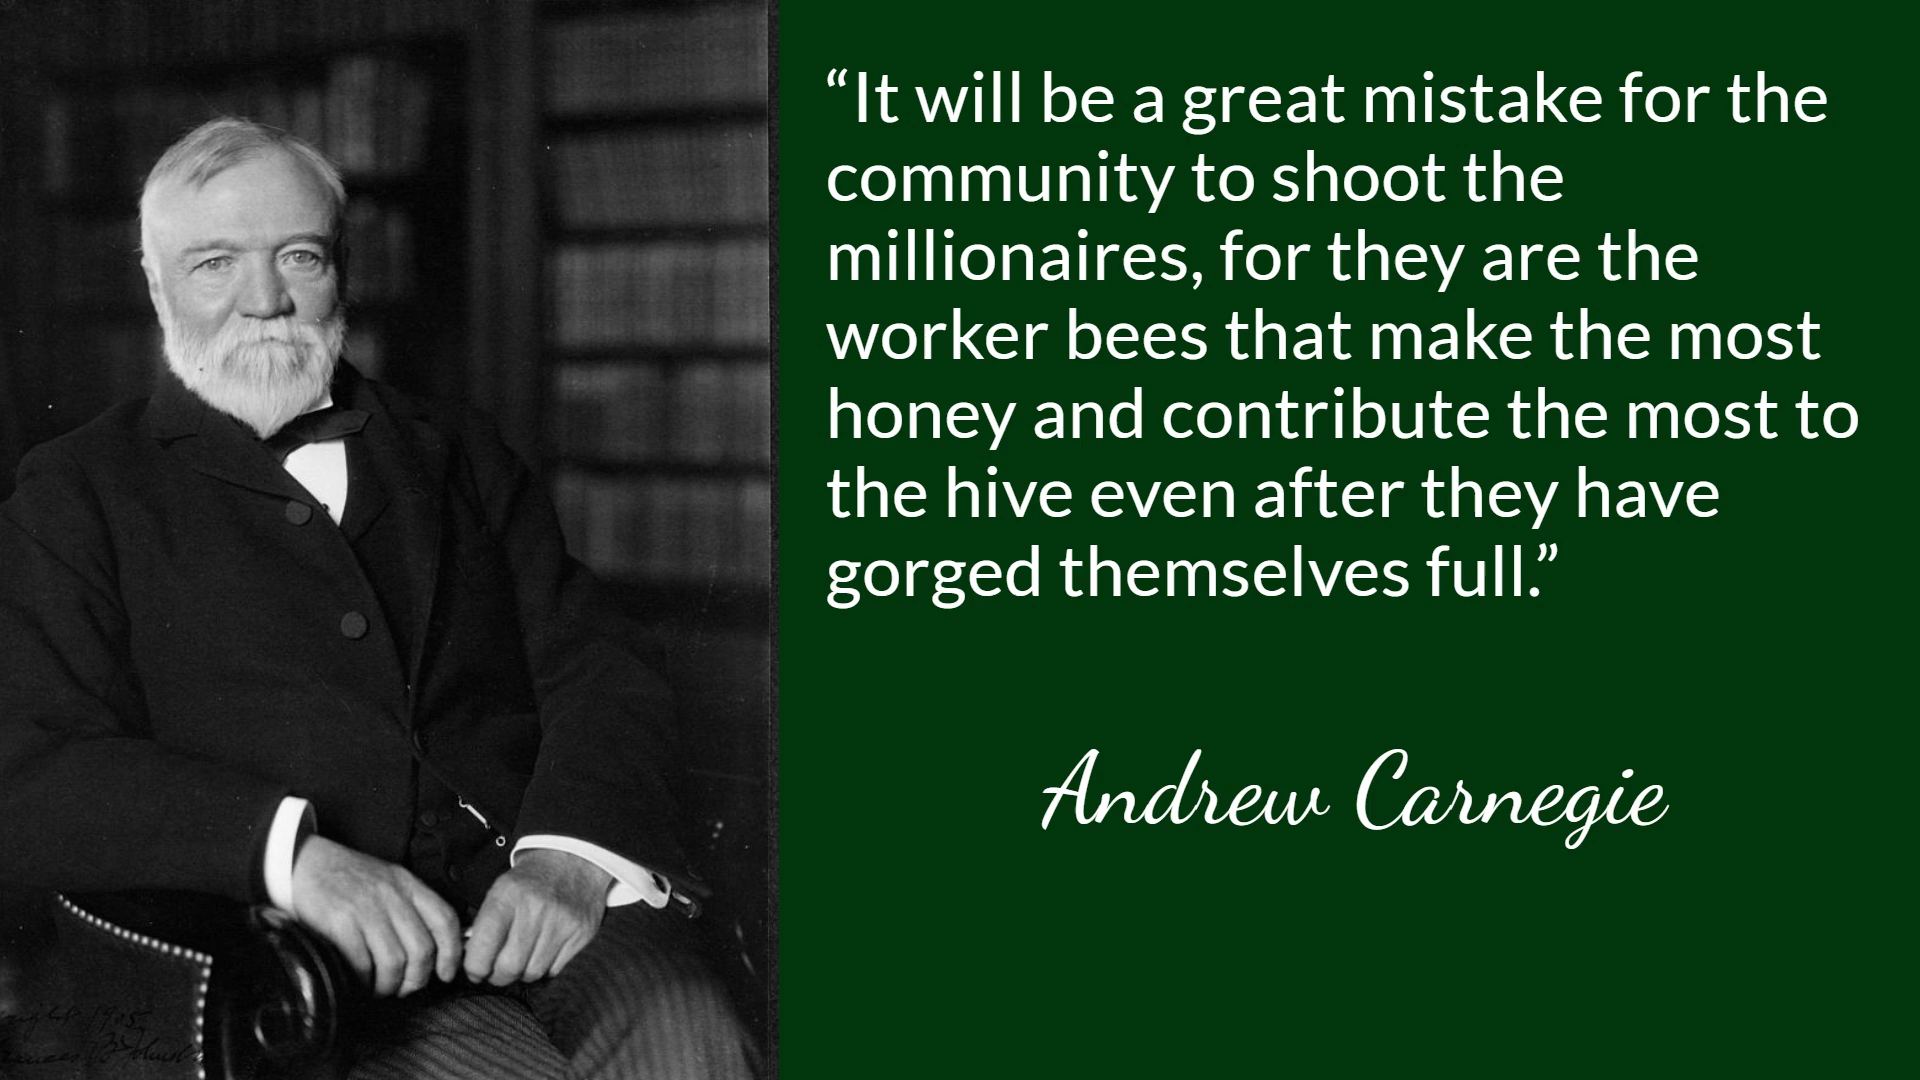 “It will be a great mistake for the
community to shoot the
millionaires, for they are the
worker bees that make the most
honey and contribute the most to
the hive even after they have
gorged themselves full.”
Andrew Carnegie
1905